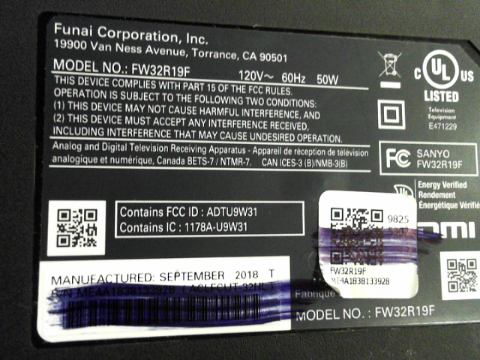 Funai Corporation, Inc.
19900 Van Ness Avenue, Torrance, CA 90501
MODEL NO.: FW32R19F 120V~ 60Hz 50W
THIS DEVICE COMPLIES WITH PART 15 OF THE FCC RULES.
OPERATION IS SUBJECT TO THE FOLLOWING TWO CONDITIONS:
(1) THIS DEVICE MAY NOT CAUSE HARMFUL INTERFERENCE, AND
(2) THIS DEVICE MUST ACCEPT ANY INTERFERENCE RECEIVED,
INCLUDING INTERFERENCE THAT MAY CAUSE UNDESIRED OPERATION.
Analog and Digital Television Receiving Apparatus - Appareil de réception de télévision
analogique et numérique, Canada BETS-7 / NTMR-7. CAN ICES-3 (B)/NMB-3(B)
C UL US
LISTED
Television
Equipment
E471229
FC SANYO
FW32R19F
Energy Verified
Rendement
Contains FCC ID : ADTU9W31
Contains IC : 1178A-U9W31
9825
FW32R19F
ME4A1B3B133928
MANUFACTURED: SEPTEMBER 2018 T
Fabriqué
MODEL NO.: FW32R19F